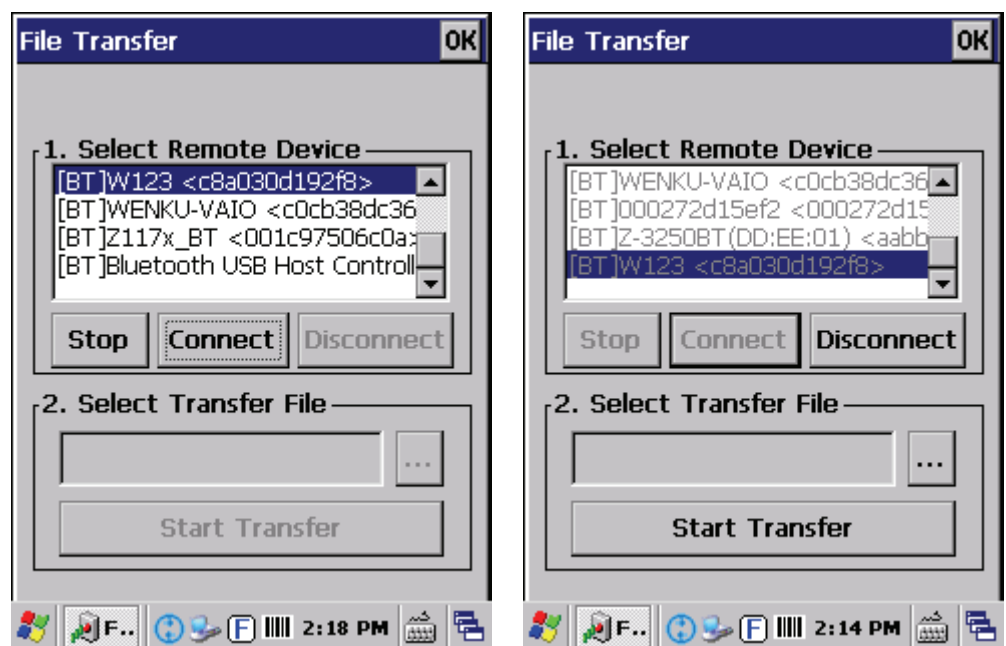 File Transfer OK
1. Select Remote Device
[BT]W123 <c8a030d192f8>
[BT]WENKU-VAIO <c0cb38dc36
[BT]Z117x_BT <001c97506c0a>
[BT]Bluetooth USB Host Controll
Stop Connect Disconnect
2. Select Transfer File
...
Start Transfer
F.. F 2:18 PM
File Transfer OK
1. Select Remote Device
[BT]WENKU-VAIO <c0cb38dc36
[BT]000272d15ef2 <000272d15
[BT]Z-3250BT(DD:EE:01) <aabb
[BT]W123 <c8a030d192f8>
Stop Connect Disconnect
2. Select Transfer File
...
Start Transfer
F.. F 2:14 PM